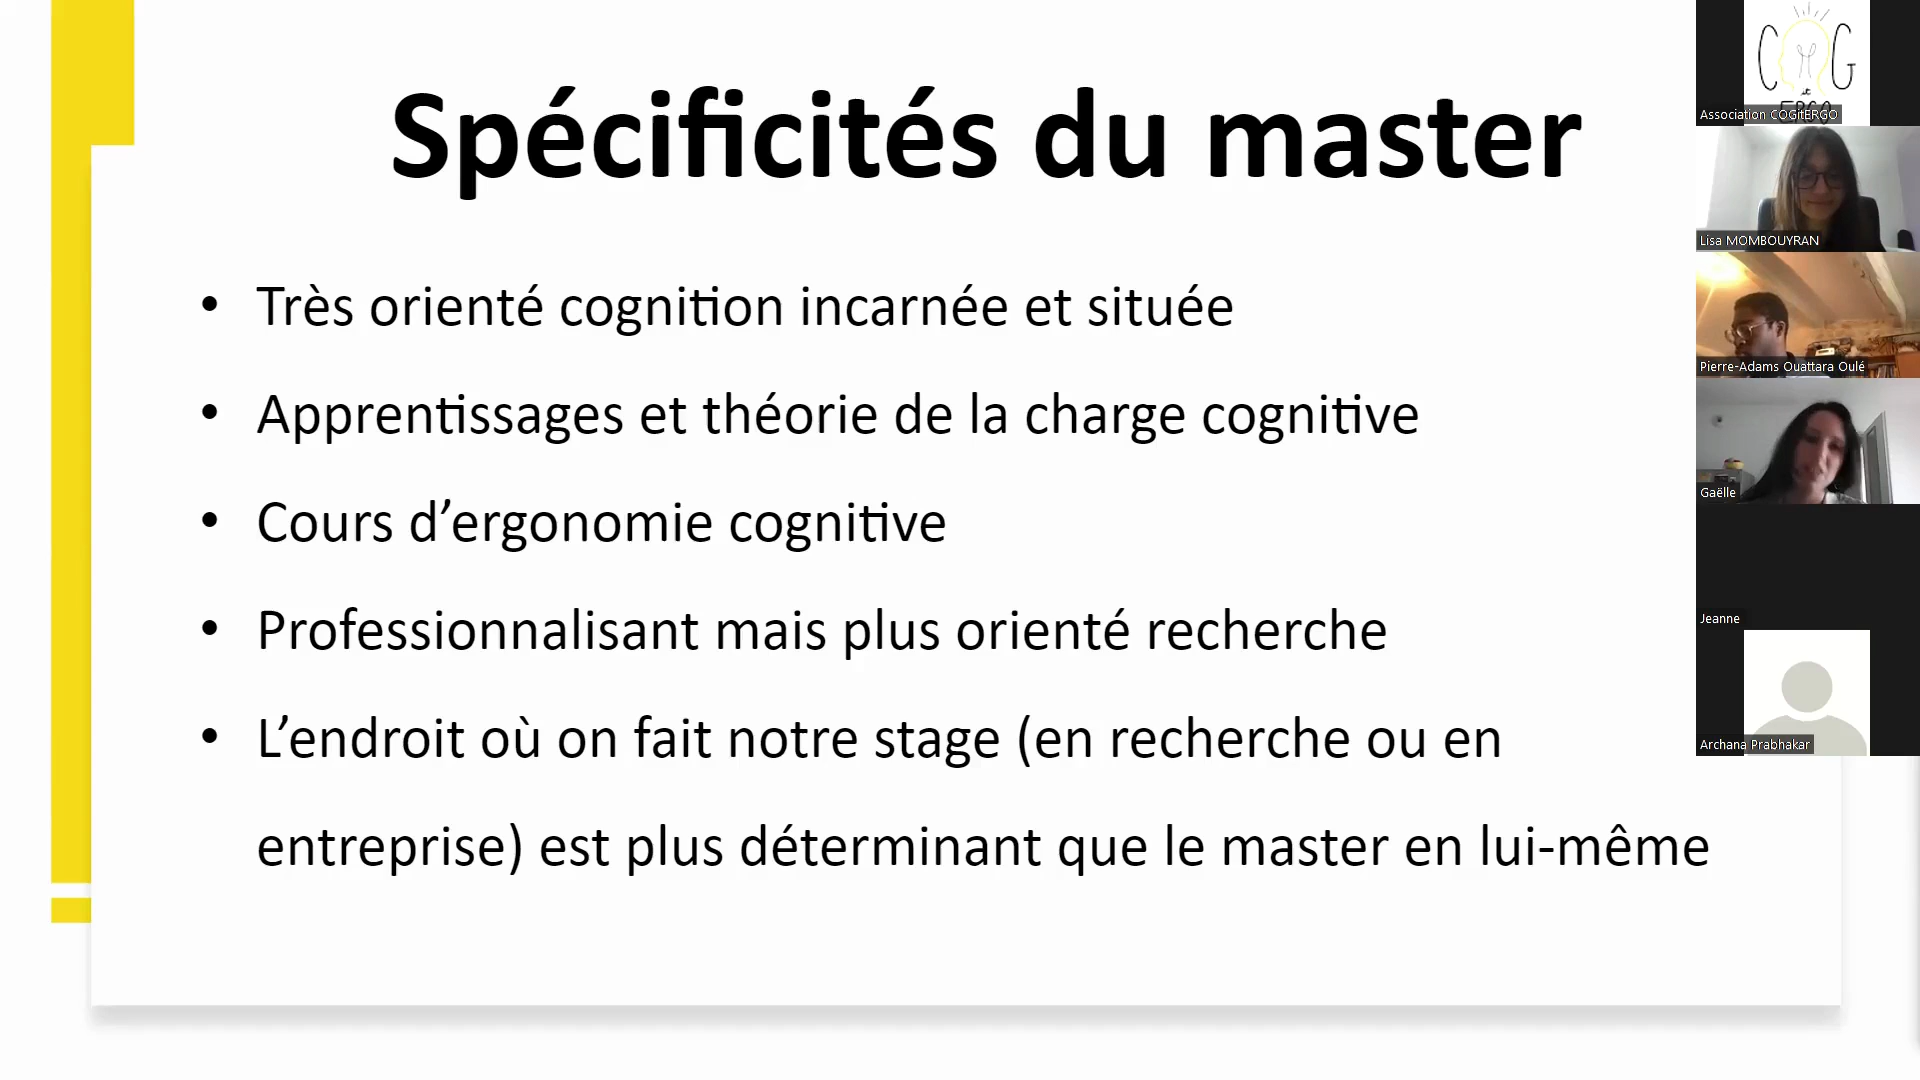 Spécificités du master
• Très orienté cognition incarnée et située
• Apprentissages et théorie de la charge cognitive
• Cours d’ergonomie cognitive
• Professionnalisant mais plus orienté recherche
• L’endroit où on fait notre stage (en recherche ou en
entreprise) est plus déterminant que le master en lui-même
C G
it
ERGO
Association COGitERGO
Lisa MOMBOUYRAN
Pierre-Adams Ouattara Oulé
Gaëlle
Jeanne
Archana Prabhakar